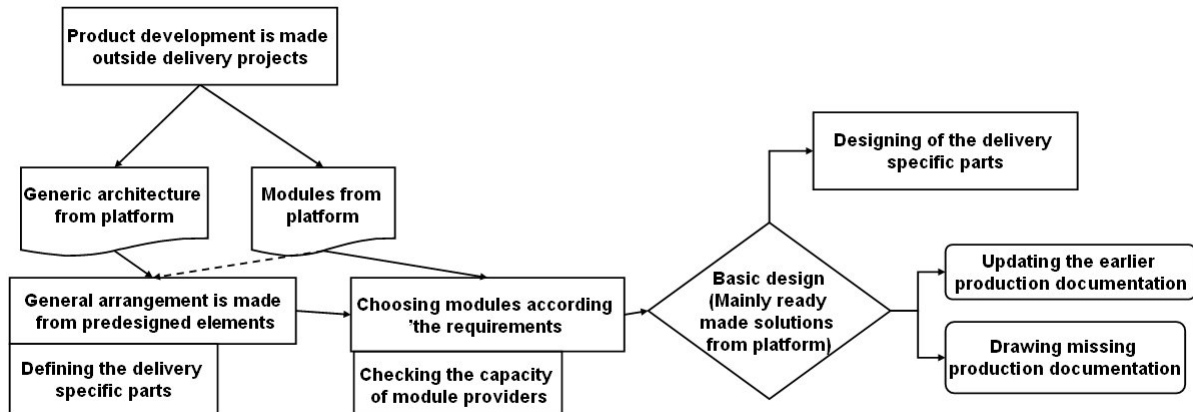 Product development is made
outside delivery projects
Generic architecture
from platform
Modules from
platform
General arrangement is made
from predesigned elements
Defining the delivery
specific parts
Choosing modules according
'the requirements
Checking the capacity
of module providers
Basic design
(Mainly ready
made solutions
from platform)
Designing of the delivery
specific parts
Updating the earlier
production documentation
Drawing missing
production documentation